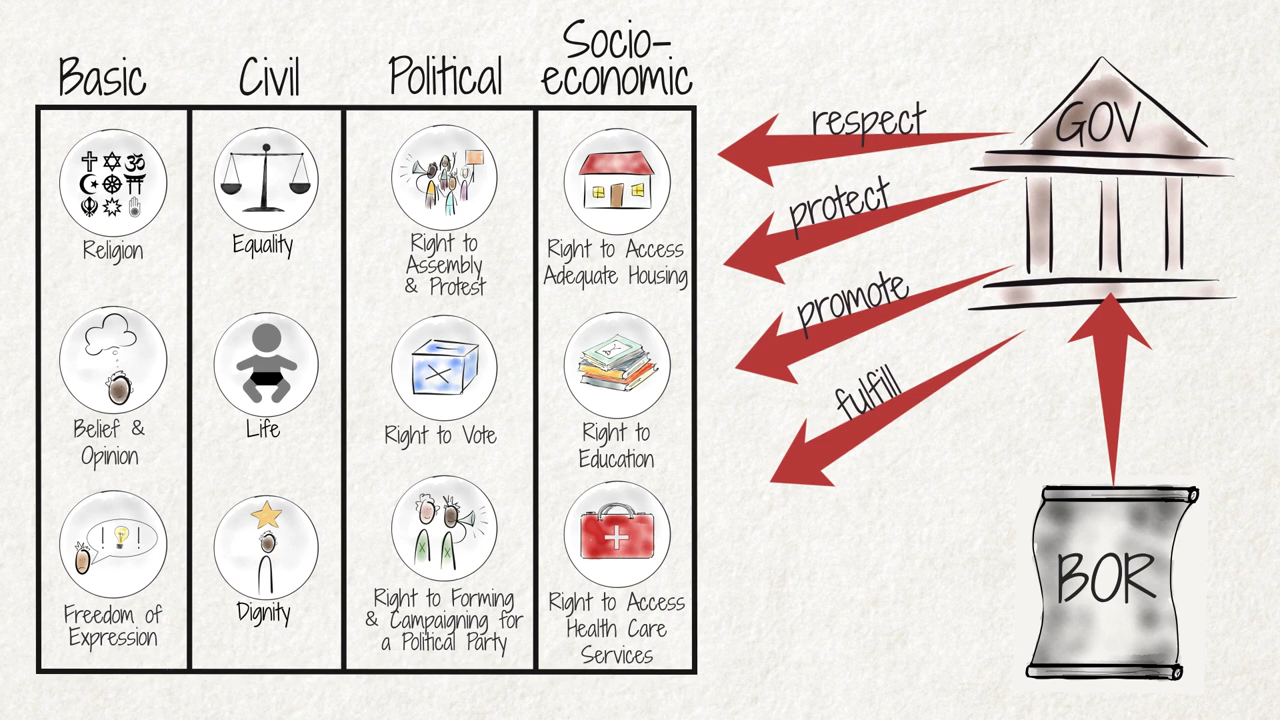 Basic
Civil
Political
Socio-
economic
Religion
Belief &
Opinion
Freedom of
Expression
Equality
Life
Dignity
Right to
Assembly
& Protest
Right to Vote
Right to Forming
& Campaigning for
a Political Party
Right to Access
Adequate Housing
Right to
Education
Right to Access
Health Care
Services
respect
protect
promote
fulfill
GOV
BOR